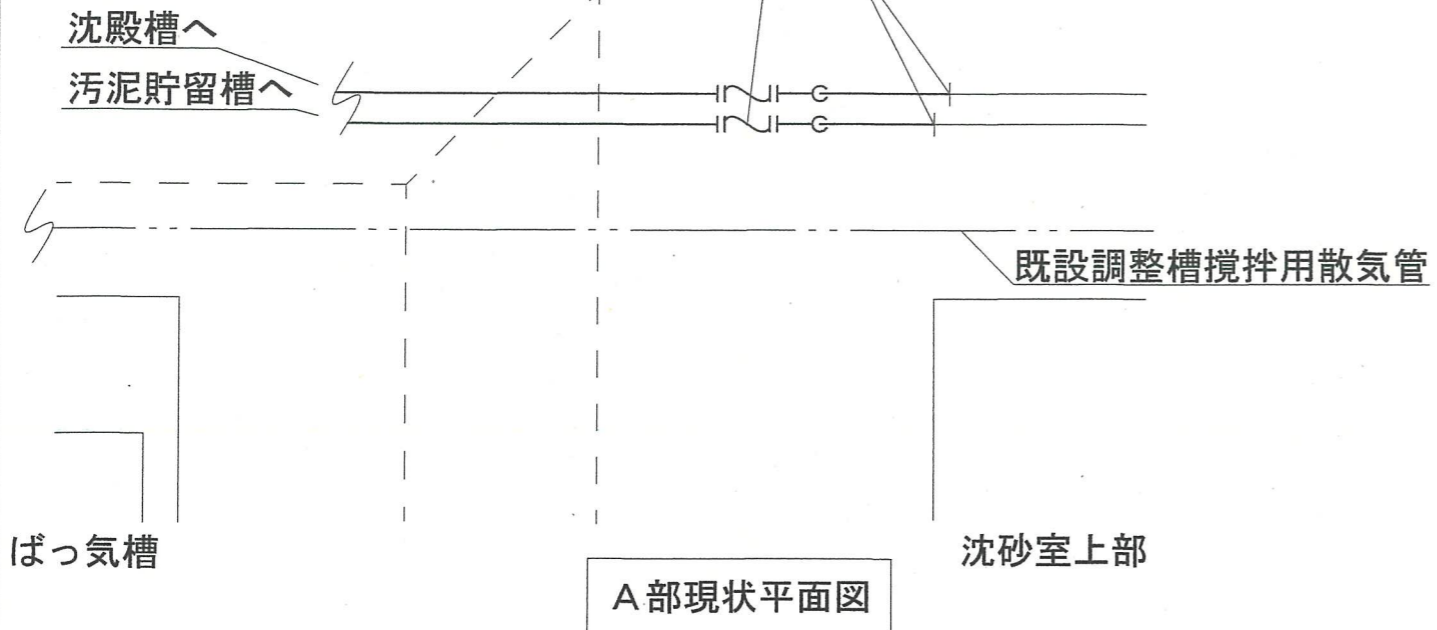 沈殿槽へ
汚泥貯留槽へ
既設調整槽撹拌用散気管
ばっ気槽
沈砂室上部
A部現状平面図